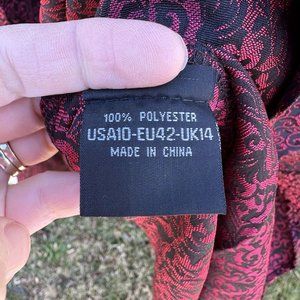 100% POLYESTER
USA10-EU42-UK14
MADE IN CHINA